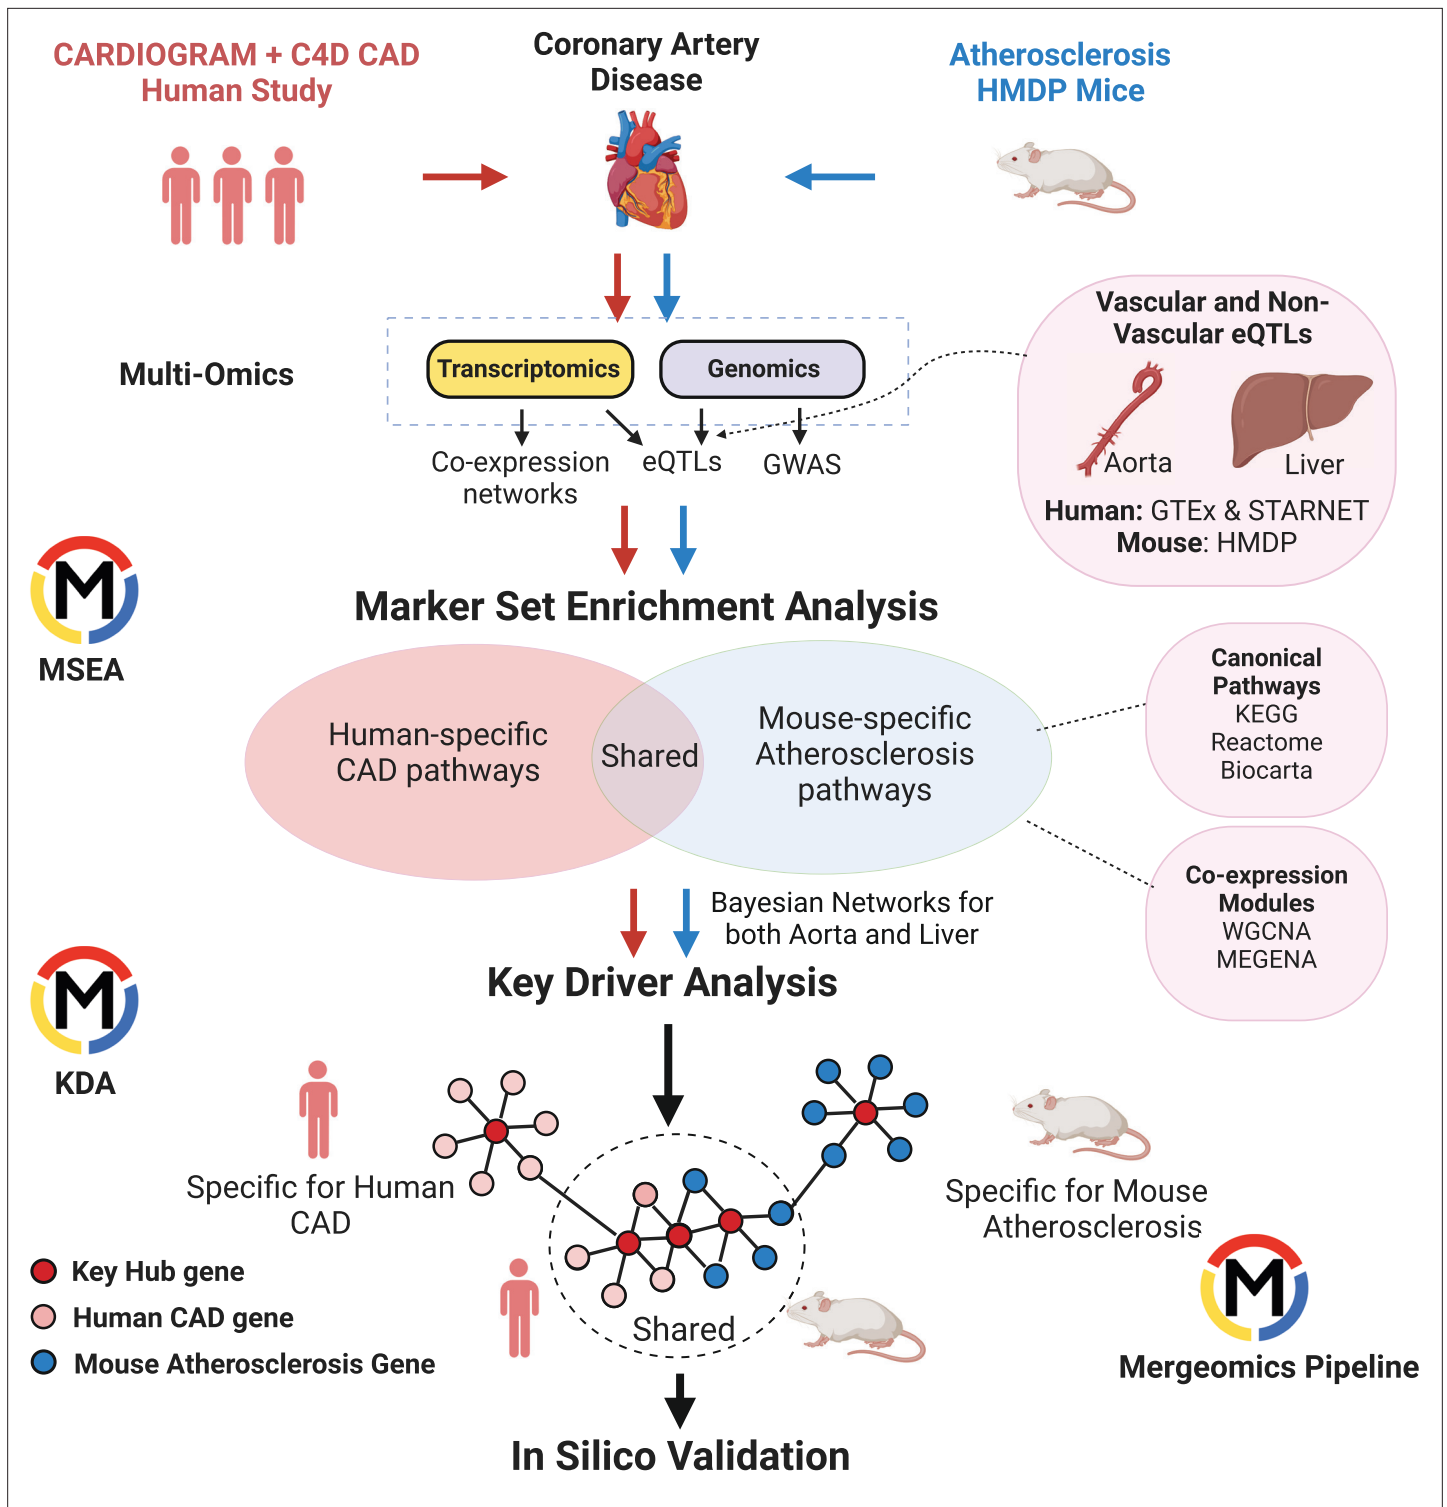 CARDIOGRAM + C4D CAD
Human Study
Coronary Artery
Disease
Atherosclerosis
HMDP Mice
Multi-Omics
Transcriptomics
Genomics
Co-expression
networks
eQTLs
GWAS
Vascular and Non-
Vascular eQTLs
Aorta
Liver
Human: GTEx & STARNET
Mouse: HMDP
M
MSEA
Marker Set Enrichment Analysis
Human-specific
CAD pathways
Shared
Mouse-specific
Atherosclerosis
pathways
Canonical
Pathways
KEGG
Reactome
Biocarta
Co-expression
Modules
WGCNA
MEGENA
Bayesian Networks for
both Aorta and Liver
Key Driver Analysis
M
KDA
Specific for Human
CAD
Specific for Mouse
Atherosclerosis
Key Hub gene
Human CAD gene
Mouse Atherosclerosis Gene
Shared
M
Mergeomics Pipeline
In Silico Validation